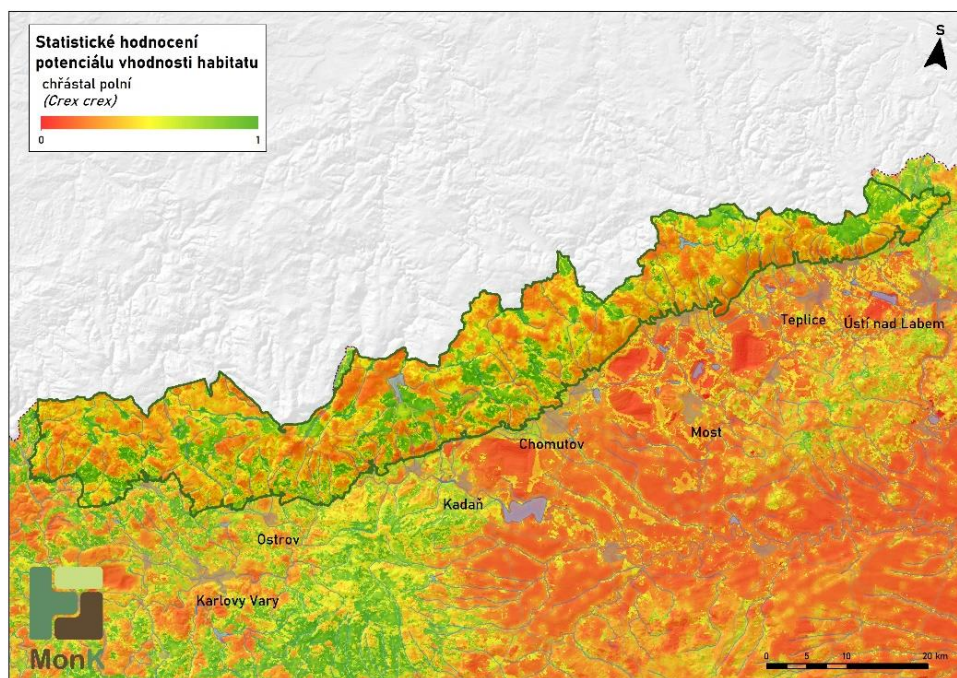 Statistické hodnocení
potenciálu vhodnosti habitatu
chřástal polní
(Crex crex)
0 1
S
Teplice
Ústí nad Labem
Most
Chomutov
Kadaň
Ostrov
Karlovy Vary
MonK
0 5 10 20 km